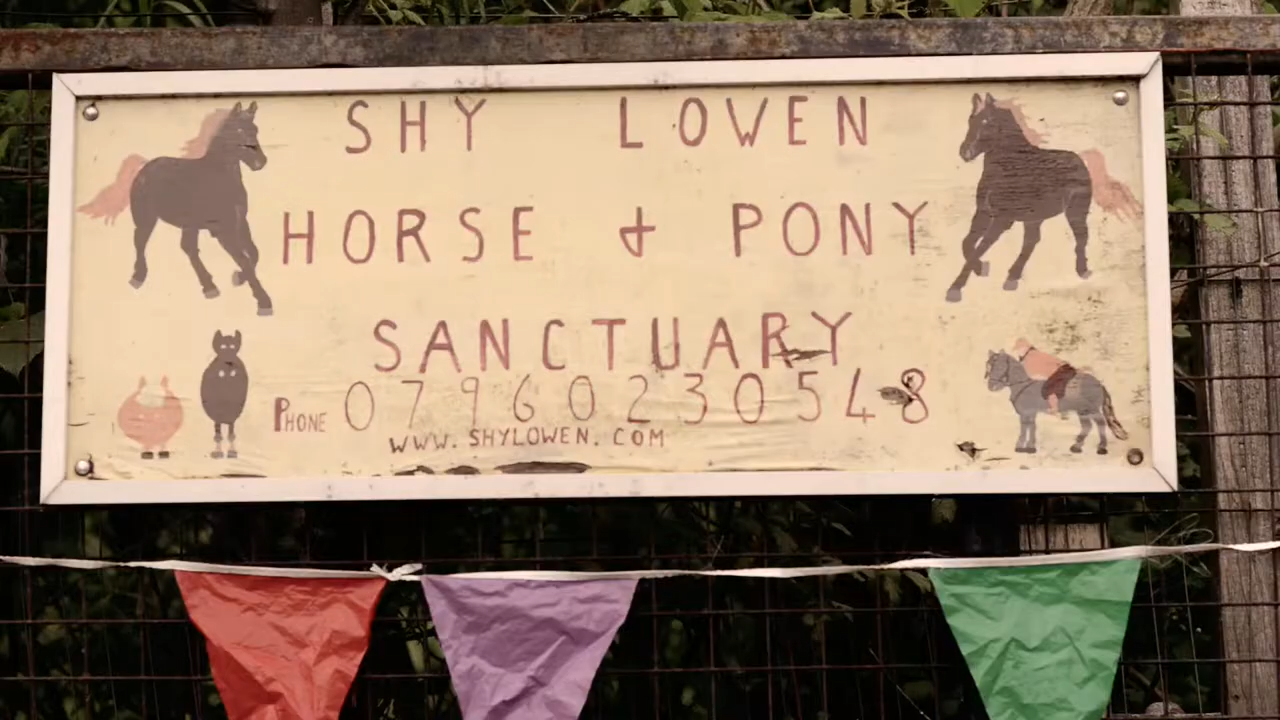 SHY LOWEN
HORSE & PONY
SANCTUARY
PHONE 07960230548
WWW.SHYLOWEN.COM